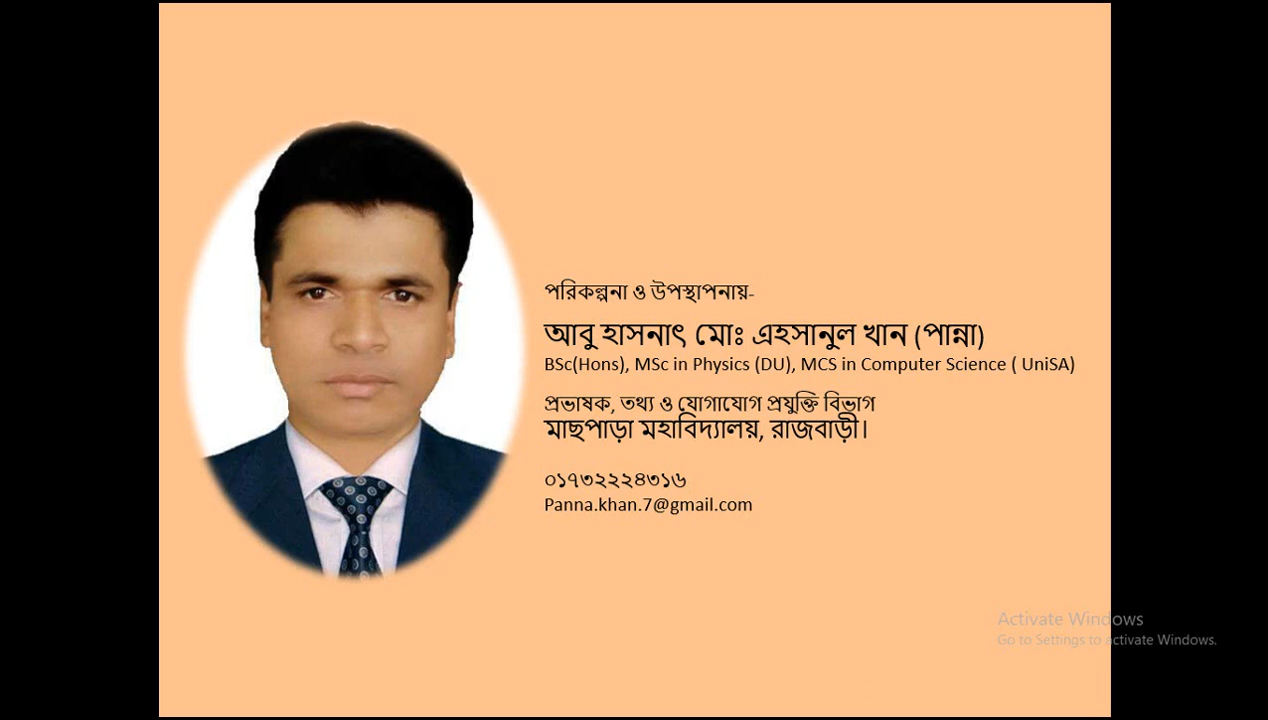 পরিকল্পনা ও উপস্থাপনায়-
আবু হাসনাৎ মোঃ এহসানুল খান (পান্না)
BSc(Hons), MSc in Physics (DU), MCS in Computer Science ( UniSA)
প্রভাষক, তথ্য ও যোগাযোগ প্রযুক্তি বিভাগ
মাছপাড়া মহাবিদ্যালয়, রাজবাড়ী।
০১৭৩২২২৪৩১৬
Panna.khan.7@gmail.com
Activate Windows
Go to Settings to activate Windows.